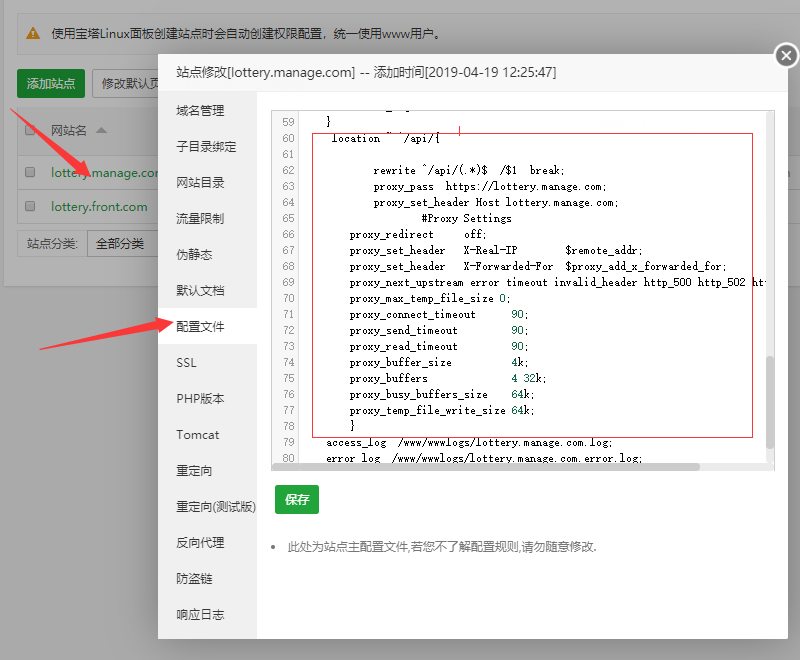 使用宝塔Linux面板创建站点时会自动创建权限配置，统一使用www用户。
添加站点
修改默认页
网站名
lottery.manage.com
lottery.front.com
站点分类:
全部分类
站点修改[lottery.manage.com] -- 添加时间[2019-04-19 12:25:47]
域名管理
子目录绑定
网站目录
流量限制
伪静态
默认文档
配置文件
SSL
PHP版本
Tomcat
重定向
重定向(测试版)
反向代理
防盗链
响应日志
59 }
60 location ^~ /api/{
61
62 rewrite ^/api/(.*)$ /$1 break;
63 proxy_pass https://lottery.manage.com;
64 proxy_set_header Host lottery.manage.com;
65 #Proxy Settings
66 proxy_redirect off;
67 proxy_set_header X-Real-IP $remote_addr;
68 proxy_set_header X-Forwarded-For $proxy_add_x_forwarded_for;
69 proxy_next_upstream error timeout invalid_header http_500 http_502 ht
70 proxy_max_temp_file_size 0;
71 proxy_connect_timeout 90;
72 proxy_send_timeout 90;
73 proxy_read_timeout 90;
74 proxy_buffer_size 4k;
75 proxy_buffers 4 32k;
76 proxy_busy_buffers_size 64k;
77 proxy_temp_file_write_size 64k;
78 }
79 access_log /www/wwwlogs/lottery.manage.com.log;
80 error_log /www/wwwlogs/lottery.manage.com.error.log;
保存
此处为站点主配置文件,若您不了解配置规则,请勿随意修改.